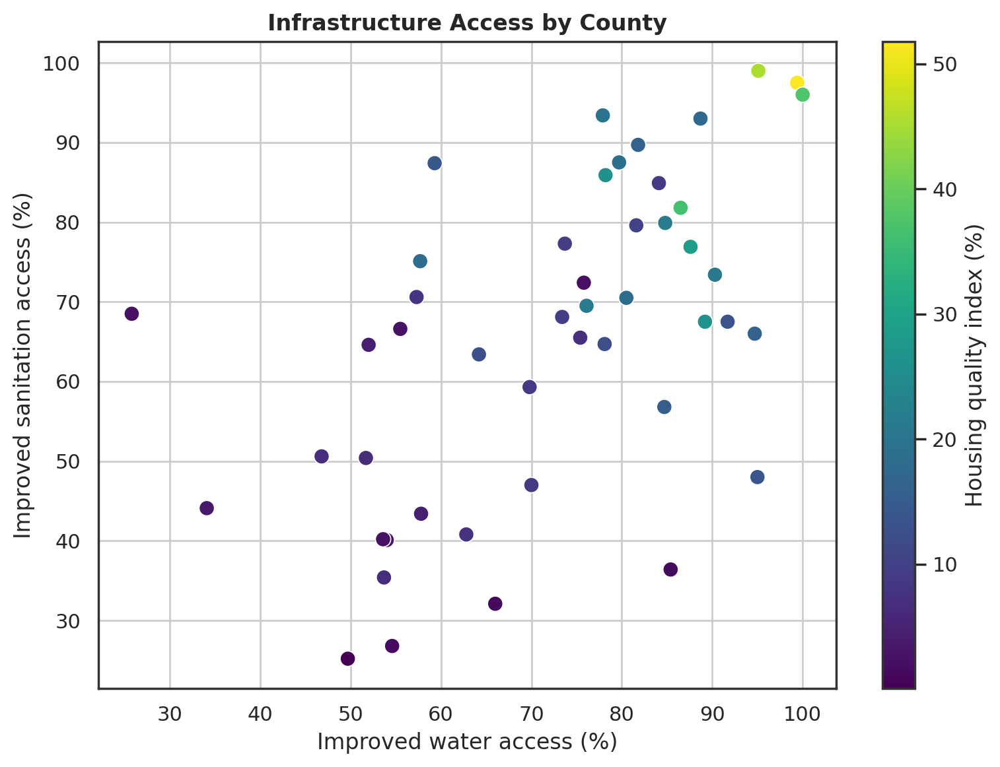 Infrastructure Access by County
Improved sanitation access (%)
100
90
80
70
60
50
40
30
30 40 50 60 70 80 90 100
Improved water access (%)
50
40
30
20
10
Housing quality index (%)